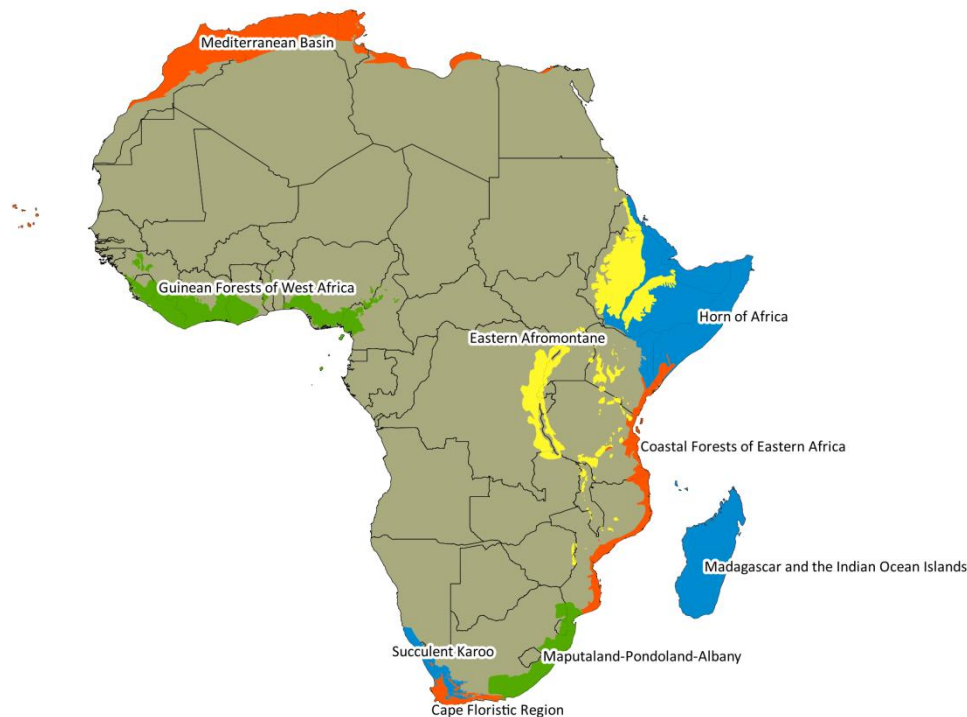 Mediterranean Basin
Guinean Forests of West Africa
Horn of Africa
Eastern Afromontane
Coastal Forests of Eastern Africa
Madagascar and the Indian Ocean Islands
Succulent Karoo
Maputaland-Pondoland-Albany
Cape Floristic Region